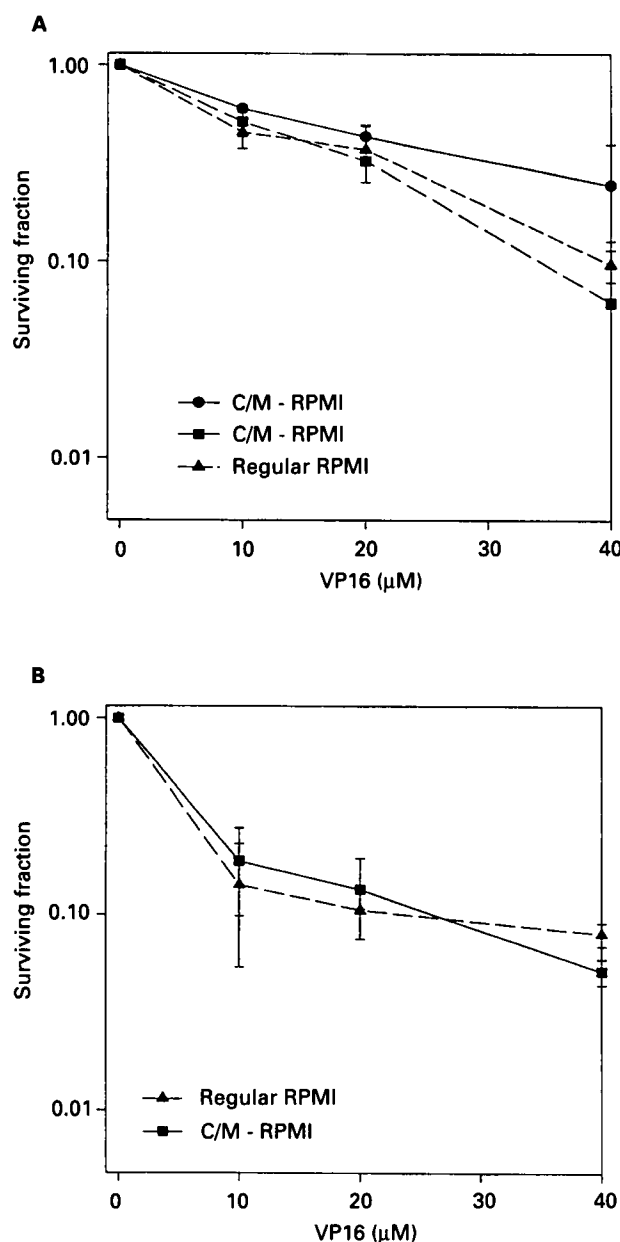 A
1.00
0.10
0.01
Surviving fraction
C/M - RPMI
C/M - RPMI
Regular RPMI
0 10 20 30 40
VP16 (μM)
B
1.00
0.10
0.01
Surviving fraction
Regular RPMI
C/M - RPMI
0 10 20 30 40
VP16 (μM)